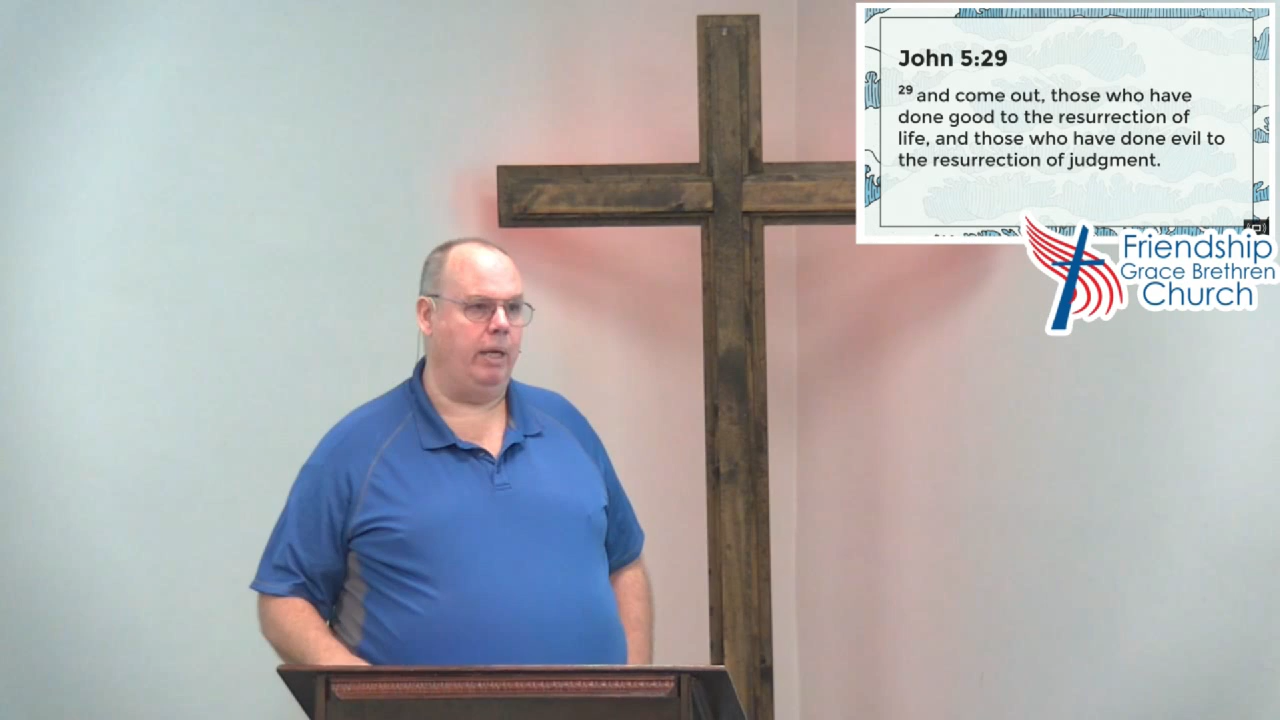 John 5:29
29 and come out, those who have
done good to the resurrection of
life, and those who have done evil to
the resurrection of judgment.
Friendship
Grace Brethren
Church